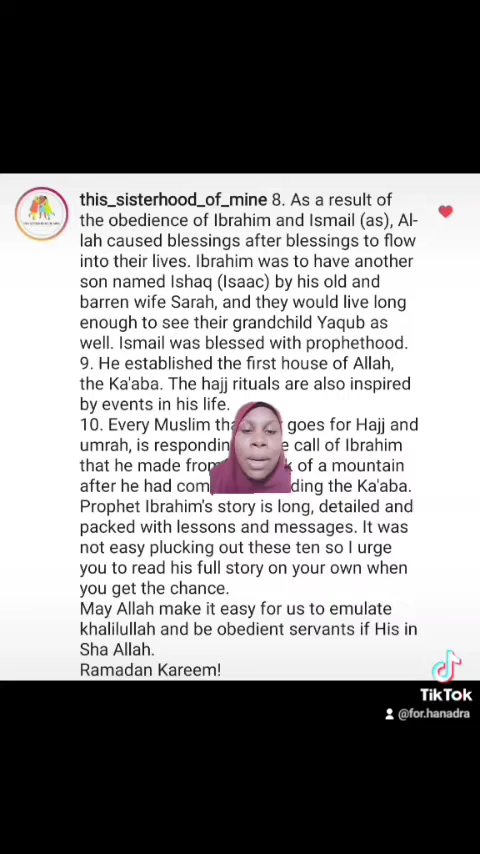 this_sisterhood_of_mine 8. As a result of
the obedience of Ibrahim and Ismail (as), Al-
lah caused blessings after blessings to flow
into their lives. Ibrahim was to have another
son named Ishaq (Isaac) by his old and
barren wife Sarah, and they would live long
enough to see their grandchild Yaqub as
well. Ismail was blessed with prophethood.
9. He established the first house of Allah,
the Ka'aba. The hajj rituals are also inspired
by events in his life.
10. Every Muslim goes for Hajj and
umrah, is call of Ibrahim
that he made of a mountain
after he had the Ka'aba.
Prophet Ibrahim's story is long, detailed and
packed with lessons and messages. It was
not easy plucking out these ten so I urge
you to read his full story on your own when
you get the chance.
May Allah make it easy for us to emulate
khalilullah and be obedient servants if His in
Sha Allah.
Ramadan Kareem!
TikTok
@for.hanadra